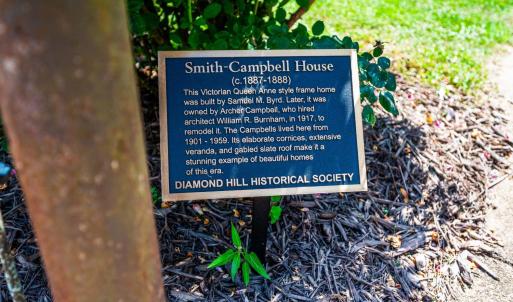 Smith-Campbell House
(c.1887-1888)
This Victorian Queen Anne style frame home
was built by Samuel M. Byrd. Later, it was
owned by Archer Campbell, who hired
architect William R. Burnham, in 1917, to
remodel it. The Campbells lived here from
1901 - 1959. Its elaborate cornices, extensive
veranda, and gabled slate roof make it a
stunning example of beautiful homes
of this era.
DIAMOND HILL HISTORICAL SOCIETY